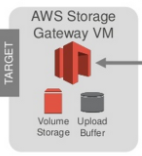 AWS Storage
Gateway VM
TARGET
Volume Upload
Storage Buffer